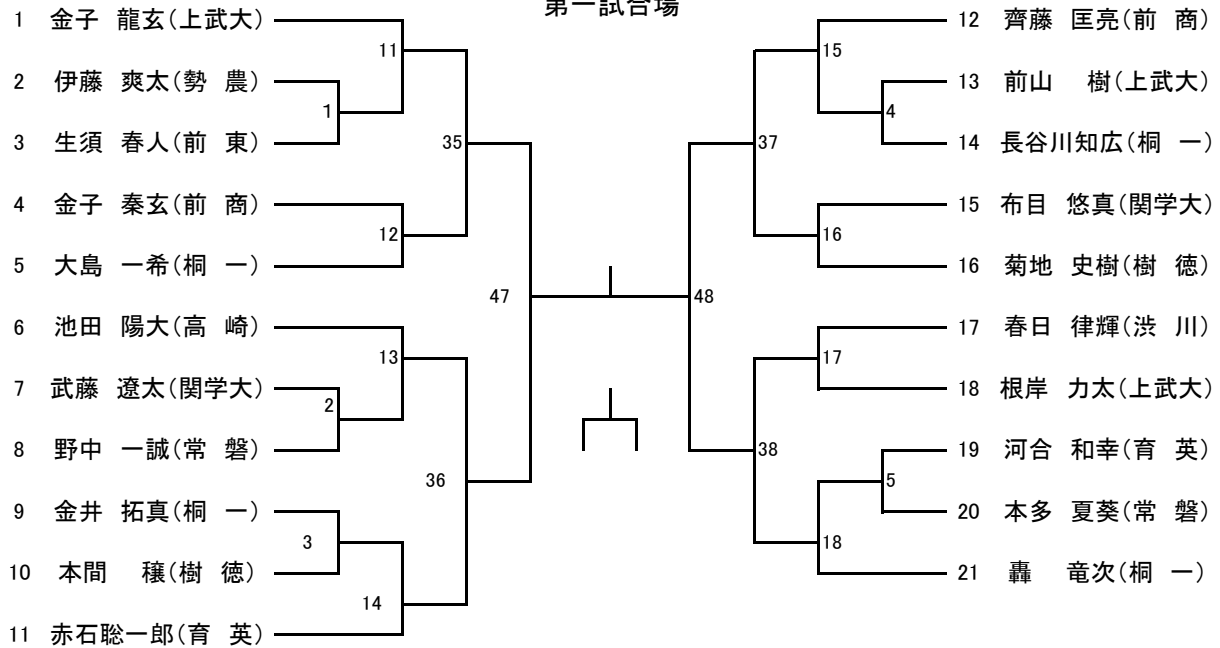 第一試合場
1 金子 龍玄(上武大)
2 伊藤 爽太(勢 農)
3 生須 春人(前 東)
4 金子 秦玄(前 商)
5 大島 一希(桐 一)
6 池田 陽大(高 崎)
7 武藤 遼太(関学大)
8 野中 一誠(常 磐)
9 金井 拓真(桐 一)
10 本間 穣(樹 徳)
11 赤石聡一郎(育 英)
11
1
35
12
47
13
2
36
3
14
15
4
37
16
48
17
38
5
18
12 齊藤 匡亮(前 商)
13 前山 樹(上武大)
14 長谷川知広(桐 一)
15 布目 悠真(関学大)
16 菊地 史樹(樹 徳)
17 春日 律輝(渋 川)
18 根岸 力太(上武大)
19 河合 和幸(育 英)
20 本多 夏葵(常 磐)
21 轟 竜次(桐 一)